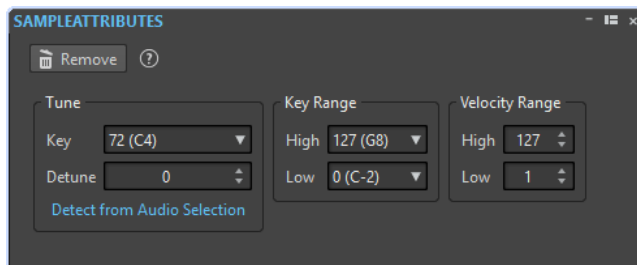 SAMPLEATTRIBUTES
Remove ?
Tune
Key 72 (C4)
Detune 0
Detect from Audio Selection
Key Range
High 127 (G8)
Low 0 (C-2)
Velocity Range
High 127
Low 1